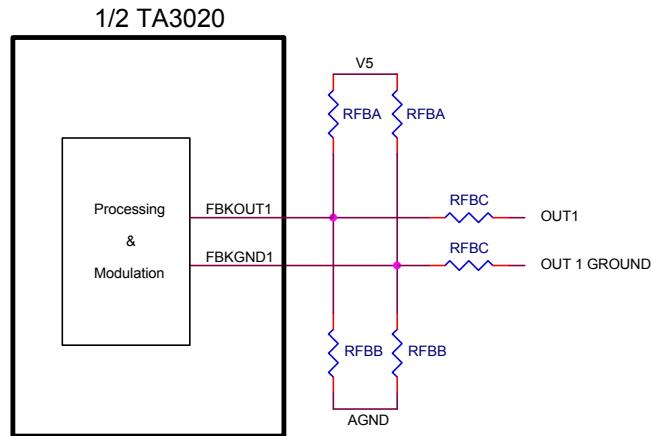 1/2 TA3020
V5
RFBA RFBA
RFBC
Processing
&
Modulation
FBKOUT1
OUT1
RFBC
FBKGND1
OUT 1 GROUND
RFBB RFBB
AGND